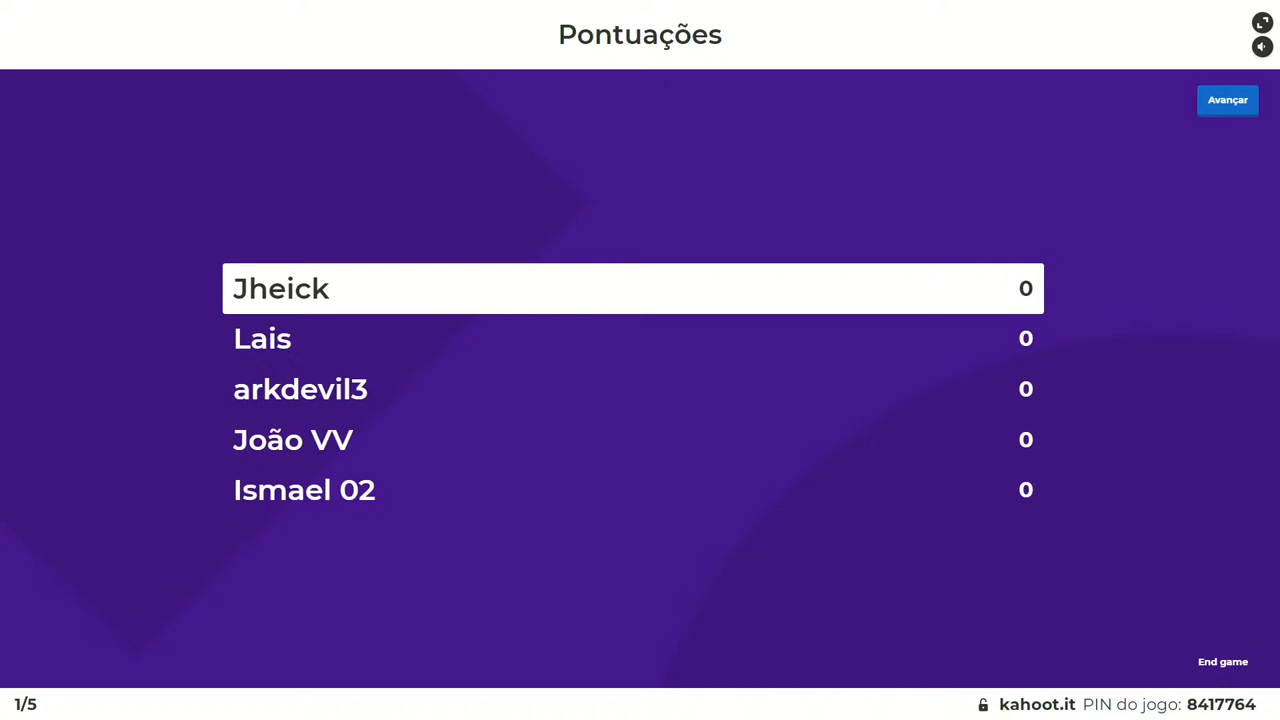 Pontuações
Avançar
Jheick 0
Lais 0
arkdevil3 0
João VV 0
Ismael 02 0
End game
1/5 kahoot.it PIN do jogo: 8417764